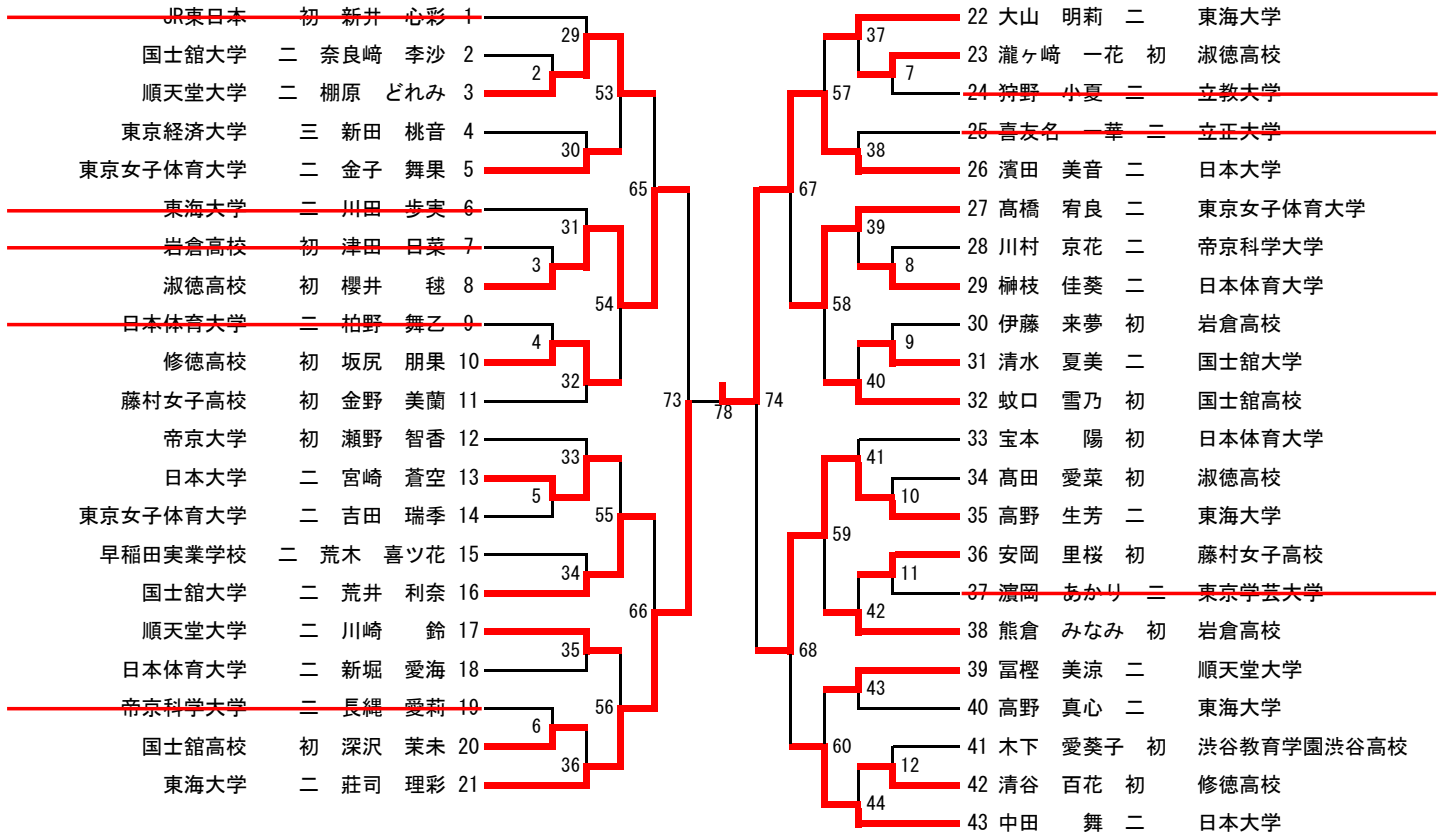 JR東日本 初 新井 心彩 1
国士舘大学 二 奈良﨑 李沙 2
順天堂大学 二 棚原 どれみ 3
東京経済大学 三 新田 桃音 4
東京女子体育大学 二 金子 舞果 5
東海大学 二 川田 歩実 6
岩倉高校 初 津田 日菜 7
淑徳高校 初 櫻井 毬 8
日本体育大学 二 柏野 舞乙 9
修徳高校 初 坂尻 朋果 10
藤村女子高校 初 金野 美蘭 11
帝京大学 初 瀬野 智香 12
日本大学 二 宮崎 蒼空 13
東京女子体育大学 二 吉田 瑞季 14
早稲田実業学校 二 荒木 喜ツ花 15
国士舘大学 二 荒井 利奈 16
順天堂大学 二 川崎 鈴 17
日本体育大学 二 新堀 愛海 18
帝京科学大学 二 長縄 愛莉 19
国士舘高校 初 深沢 茉未 20
東海大学 二 莊司 理彩 21
29
2
53
30
65
31
3
54
4
32
73
33
5
55
34
66
35
56
6
36
78
74
37
7
57
38
67
39
8
58
9
40
41
10
59
11
42
68
43
60
12
44
22 大山 明莉 二 東海大学
23 瀧ヶ﨑 一花 初 淑徳高校
24 狩野 小夏 二 立教大学
25 喜友名 一華 二 立正大学
26 濱田 美音 二 日本大学
27 髙橋 宥良 二 東京女子体育大学
28 川村 京花 二 帝京科学大学
29 榊枝 佳葵 二 日本体育大学
30 伊藤 来夢 初 岩倉高校
31 清水 夏美 二 国士舘大学
32 蚊口 雪乃 初 国士舘高校
33 宝本 陽 初 日本体育大学
34 髙田 愛菜 初 淑徳高校
35 高野 生芳 二 東海大学
36 安岡 里桜 初 藤村女子高校
37 濵岡 あかり 二 東京学芸大学
38 熊倉 みなみ 初 岩倉高校
39 冨樫 美涼 二 順天堂大学
40 高野 真心 二 東海大学
41 木下 愛葵子 初 渋谷教育学園渋谷高校
42 清谷 百花 初 修徳高校
43 中田 舞 二 日本大学